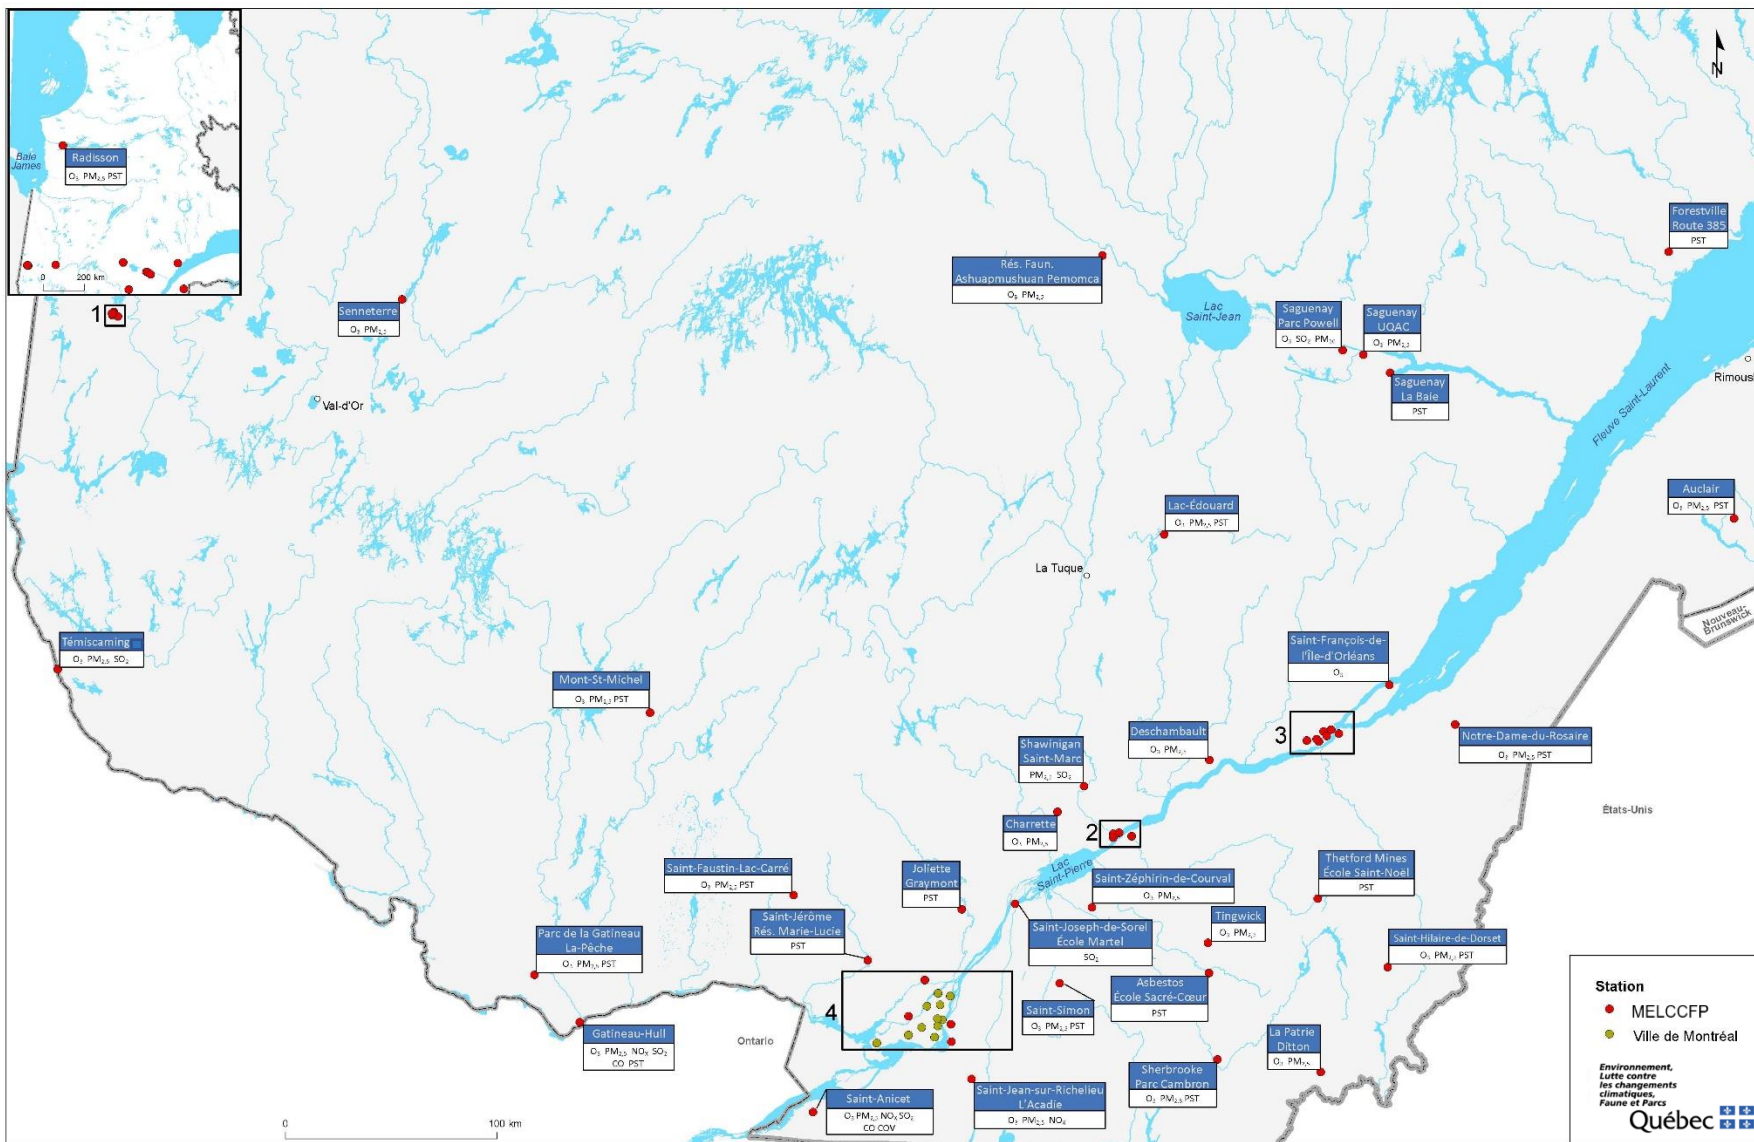 Baie
James
Radisson
O₃ PM₂,₅ PST
0 200 km
N
1
Senneterre
O₃ PM₂,₅
Val-d'Or
Rés. Faun.
Ashuapmushuan Pemomca
O₃ PM₂,₅
Lac
Saint-Jean
Saguenay
Parc Powell
O₃ SO₂ PM₁₀
Saguenay
UQAC
O₃ PM₂,₅
Saguenay
La Baie
PST
Forestville
Route 385
PST
Rimousk
Fleuve Saint-Laurent
Auclair
O₃ PM₂,₅ PST
Lac-Édouard
O₃ PM₂,₅ PST
La Tuque
Nouveau-
Brunswick
Témiscaming
O₃ PM₂,₅ SO₂
Mont-St-Michel
O₃ PM₂,₅ PST
Saint-François-de-
l'Île-d'Orléans
O₃
3
Deschambault
O₃ PM₂,₅
Notre-Dame-du-Rosaire
O₃ PM₂,₅ PST
Shawinigan
Saint-Marc
PM₂,₅ SO₂
Charrette
O₃ PM₂,₅
2
États-Unis
Lac
Saint-Pierre
Saint-Faustin-Lac-Carré
O₃ PM₂,₅ PST
Joliette
Graymont
PST
Saint-Zéphirin-de-Courval
O₃ PM₂,₅
Thetford Mines
École Saint-Noël
PST
Saint-Jérôme
Rés. Marie-Lucie
PST
Saint-Joseph-de-Sorel
École Martel
SO₂
Tingwick
O₃ PM₂,₅
Saint-Hilaire-de-Dorset
O₃ PM₂,₅ PST
Parc de la Gatineau
La-Pêche
O₃ PM₂,₅ PST
4
Saint-Simon
O₃ PM₂,₅ PST
Asbestos
École Sacré-Cœur
PST
Gatineau-Hull
O₃ PM₂,₅ NOₓ SO₂
CO PST
Ontario
La Patrie
Ditton
O₃ PM₂,₅
Sherbrooke
Parc Cambron
O₃ PM₂,₅ PST
Saint-Anicet
O₃ PM₂,₅ NOₓ SO₂
CO COV
Saint-Jean-sur-Richelieu
L'Acadie
O₃ PM₂,₅ NOₓ
0 100 km
Station
MELCCFP
Ville de Montréal
Environnement,
Lutte contre
les changements
climatiques,
Faune et Parcs
Québec